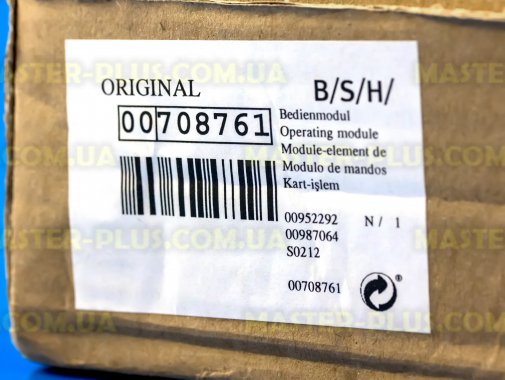 ORIGINAL
B/S/H/
00708761
Bedienmodul
Operating module
Module-element de
Modulo de mandos
Kart-işlem
00952292 N / 1
00987064
S0212
00708761
MASTER-PLUS.COM.UA